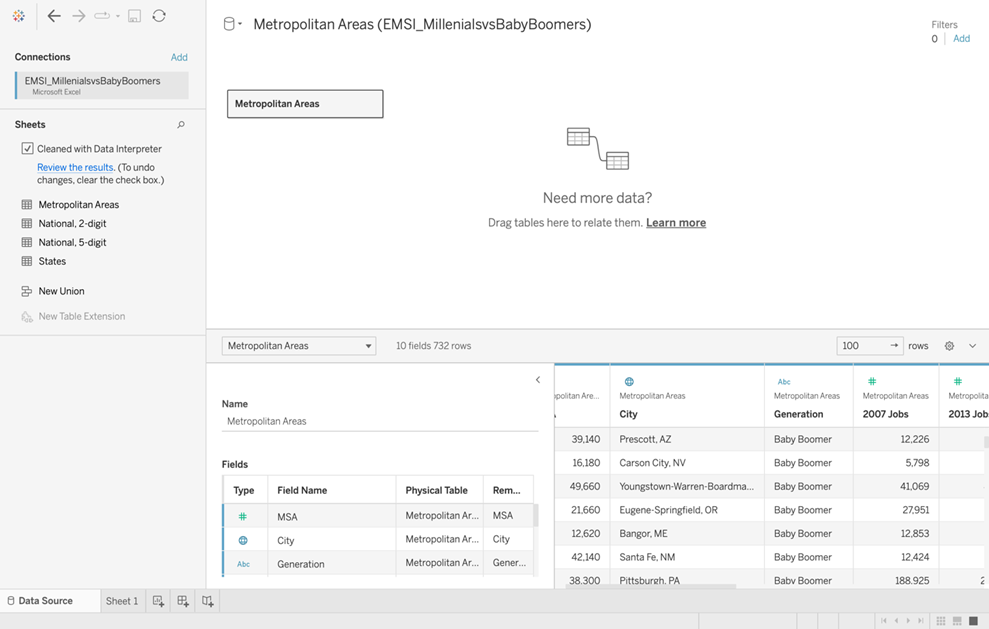 Metropolitan Areas (EMSI_MillenialsvsBabyBoomers)
Filters
0 Add
Connections Add
EMSI_MillenialsvsBabyBoomers
Microsoft Excel
Sheets
Cleaned with Data Interpreter
Review the results. (To undo
changes, clear the check box.)
Metropolitan Areas
National, 2-digit
National, 5-digit
States
New Union
New Table Extension
Metropolitan Areas
Need more data?
Drag tables here to relate them. Learn more
Metropolitan Areas 10 fields 732 rows 100 rows
Name
Metropolitan Areas
Fields
Type Field Name Physical Table Rem...
# MSA Metropolitan Ar... MSA
City Metropolitan Ar... City
Abc Generation Metropolitan Ar... Gener...
Abc # #
Metropolitan Areas Metropolitan Areas Metropolitan Areas
City Generation 2007 Jobs 2013 Job
39,140 Prescott, AZ Baby Boomer 12,226
16,180 Carson City, NV Baby Boomer 5,798
49,660 Youngstown-Warren-Boardma... Baby Boomer 41,069
21,660 Eugene-Springfield, OR Baby Boomer 27,951
12,620 Bangor, ME Baby Boomer 12,853
42,140 Santa Fe, NM Baby Boomer 12,424
38,300 Pittsburgh, PA Baby Boomer 188,925
Data Source Sheet 1